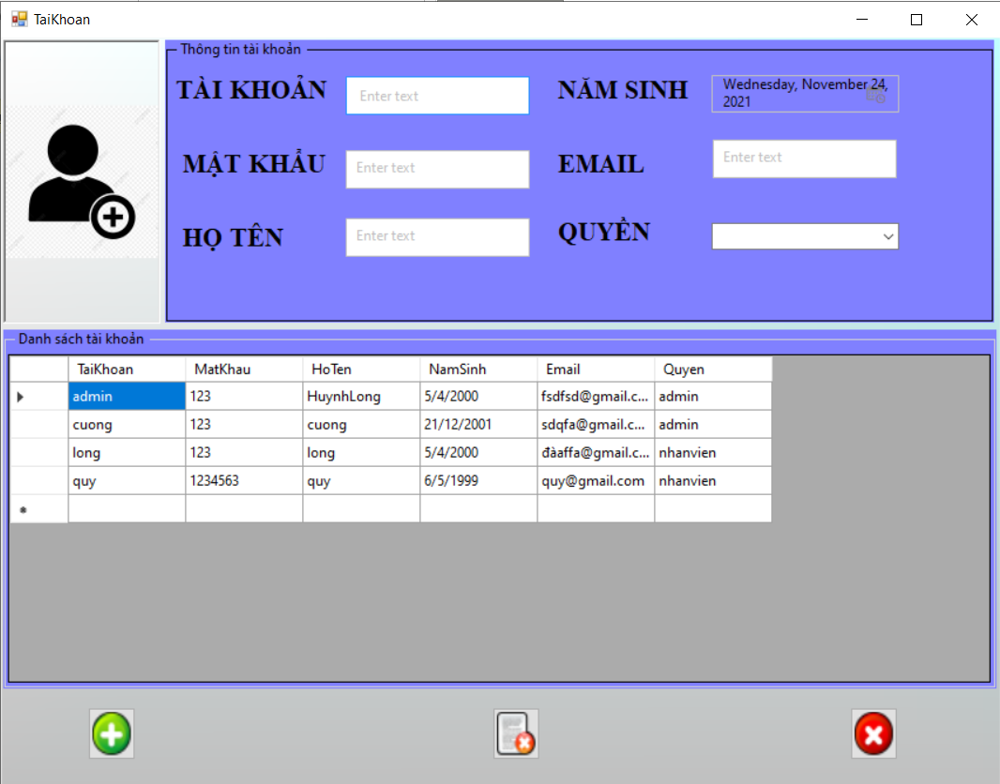 TaiKhoan
Thông tin tài khoản
TÀI KHOẢN
Enter text
NĂM SINH
Wednesday, November 24,
2021
MẬT KHẨU
Enter text
EMAIL
Enter text
HỌ TÊN
Enter text
QUYỀN
Danh sách tài khoản
TaiKhoan MatKhau HoTen NamSinh Email Quyen
admin 123 HuynhLong 5/4/2000 fsdfsd@gmail.c... admin
cuong 123 cuong 21/12/2001 sdqfa@gmail.c... admin
long 123 long 5/4/2000 đàaffa@gmail.c... nhanvien
quy 1234563 quy 6/5/1999 quy@gmail.com nhanvien